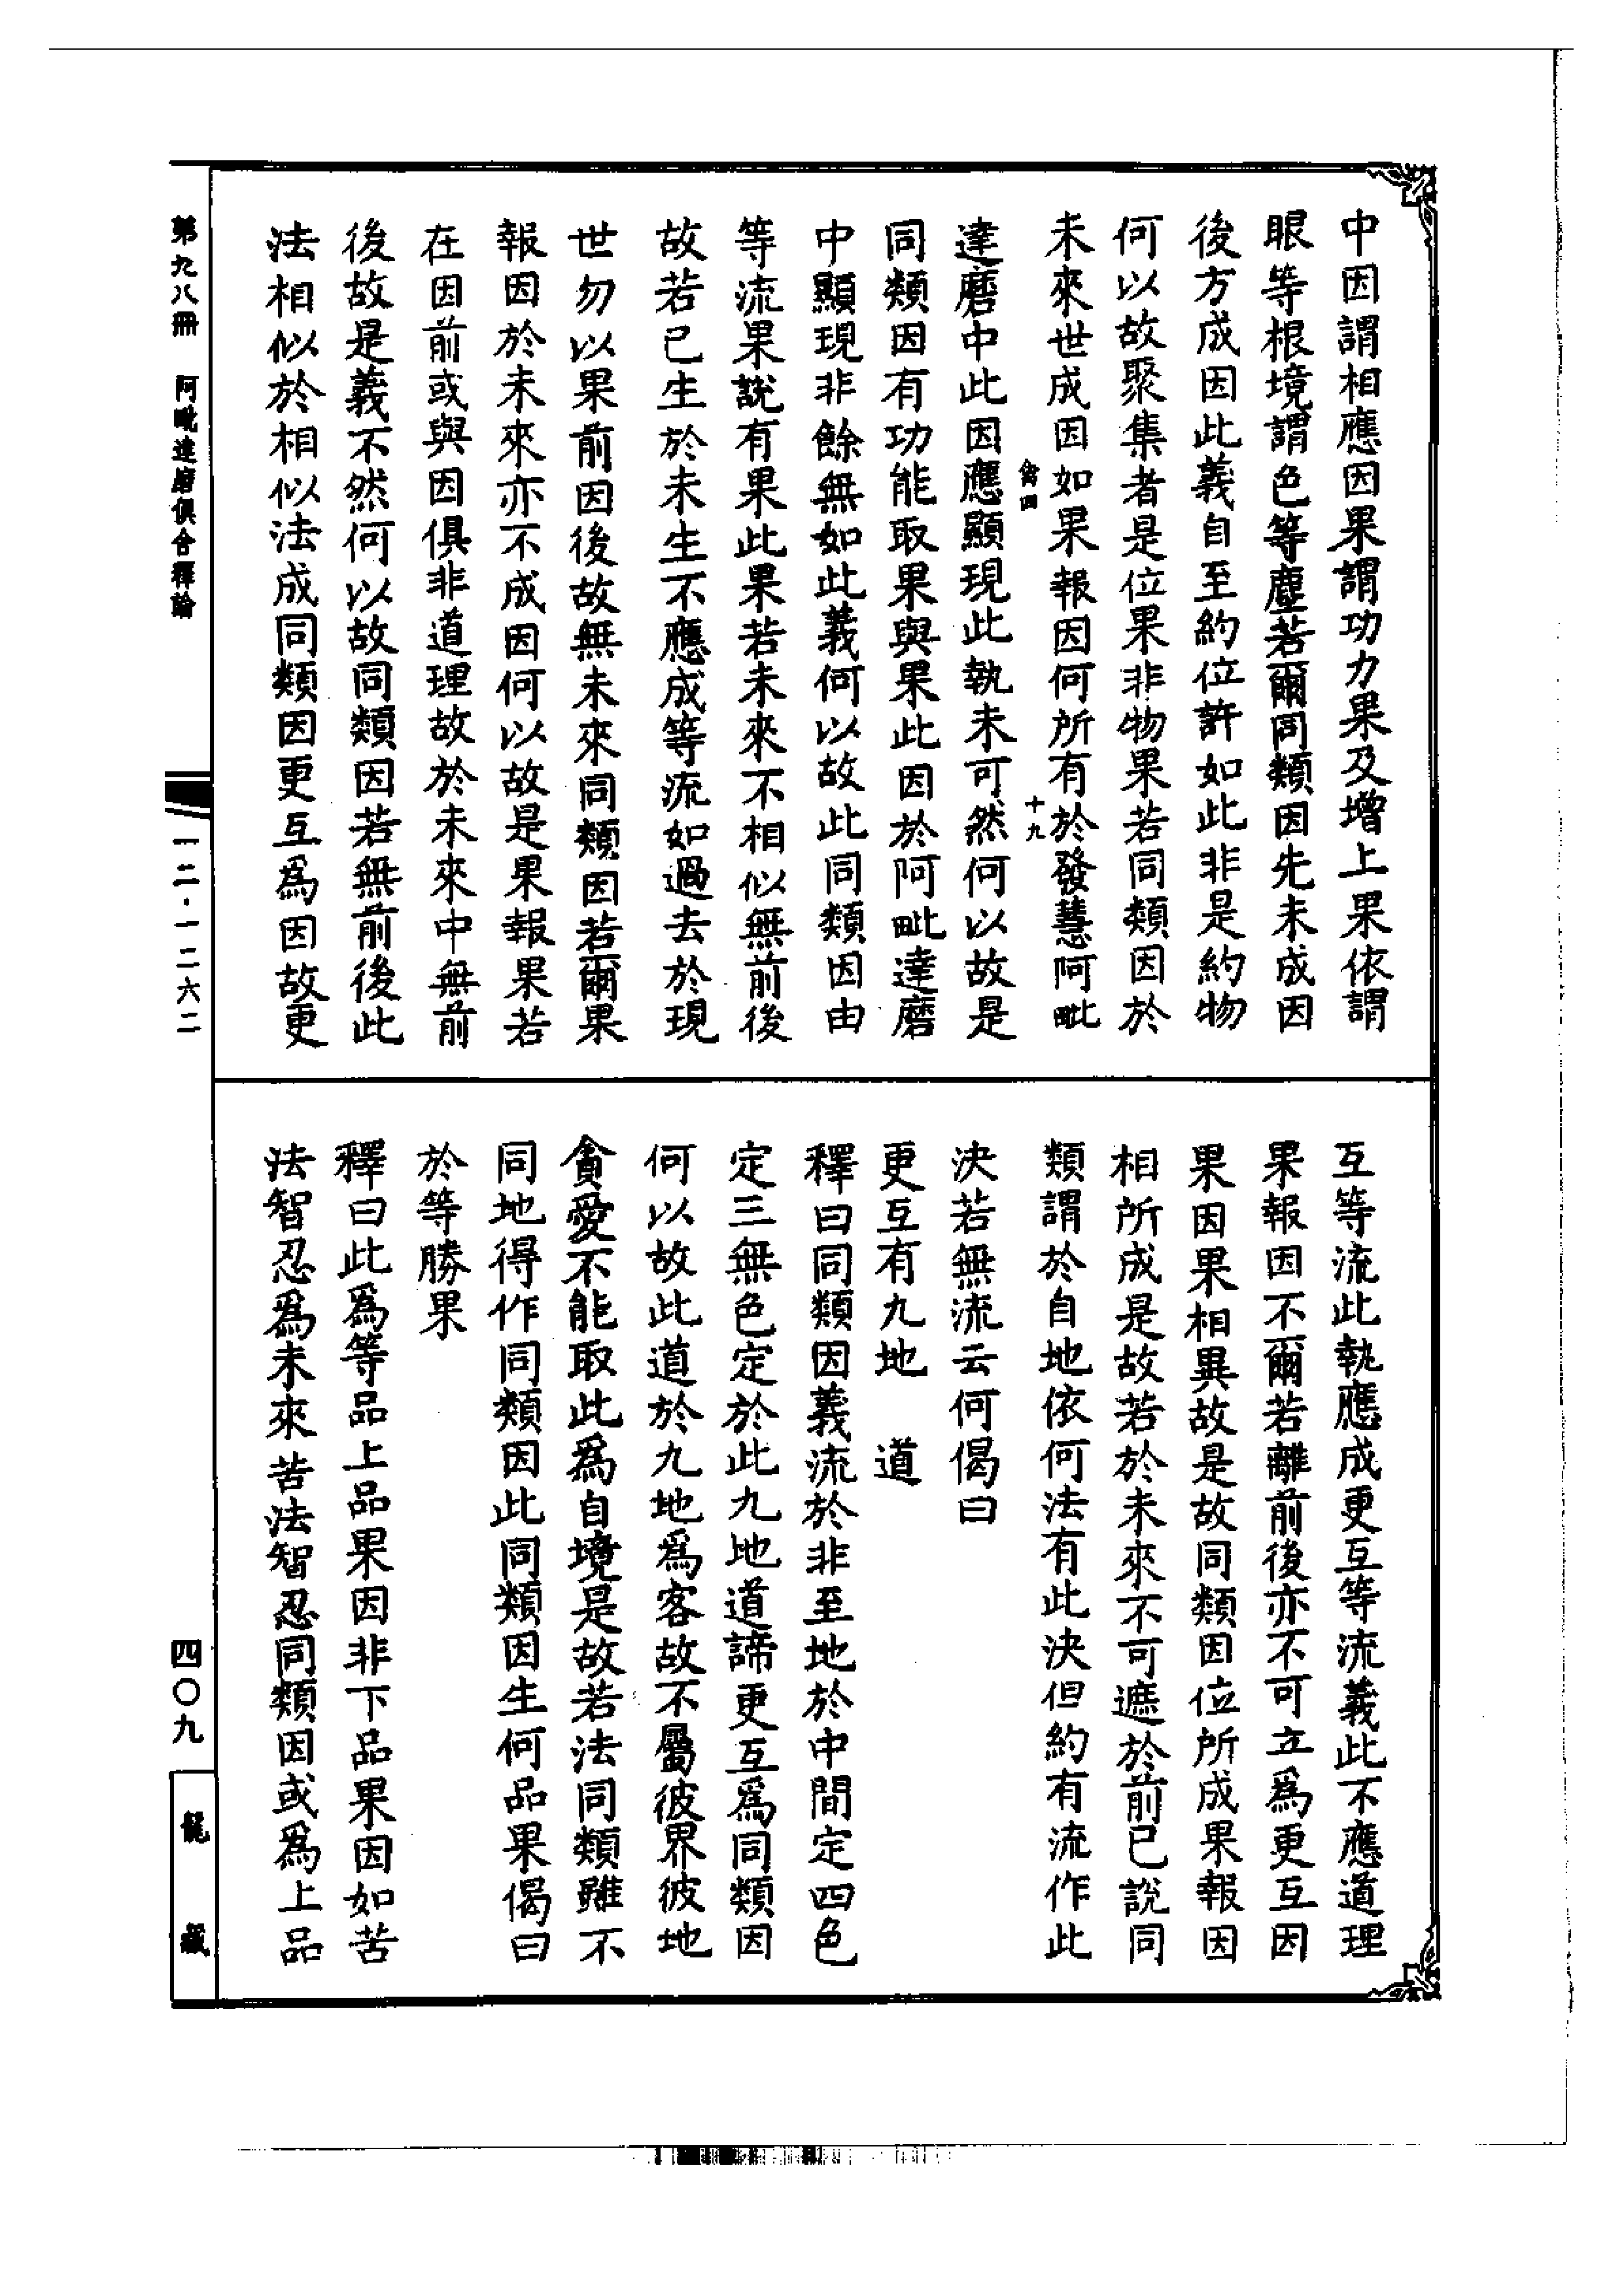 中因謂相應因果謂功力果及增上果依謂
眼等根境謂色等塵若爾同類因先未成因
後方成因此義自至約位許如此非是約物
何以故聚集者是位果非物果若同類因於
未來世成因如果報因何所有於發慧阿毗
十九
達磨中此因應顯現此執未可然何以故是
同類因有功能取果與果此因於阿毗達磨
中顯現非餘無如此義何以故此同類因由
等流果說有果此果若未來不相似無前後
故若已生於未生不應成等流如過去於現
世勿以果前因後故無未來同類因若爾果
報因於未來亦不成因何以故是果報果若
在因前或與因俱非道理故於未來中無前
後故是義不然何以故同類因若無前後此
法相似於相似法成同類因更互為因故更
互等流此執應成更互等流義此不應道理
果報因不爾若離前後亦不可立為更互因
果因果相異故是故同類因位所成果報因
相所成是故若於未來不可遮於前已說同
類謂於自地依何法有此決但約有流作此
決若無流云何偈曰
更互有九地　道
釋曰同類因義流於非至地於中間定四色
定三無色定於此九地道諦更互為同類因
何以故此道於九地為客故不屬彼界彼地
貪愛不能取此為自境是故若法同類雖不
同地得作同類因此同類因生何品果偈曰
於等勝果
釋曰此為等品上品果因非下品果因如苦
法智忍為未來苦法智忍同類因或為上品
第九八冊　阿毗達磨俱舍釋論
一二·一二六二
四〇九
龍藏